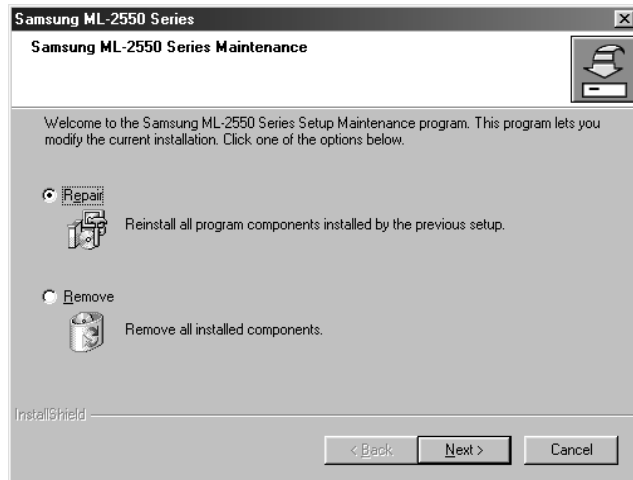 Samsung ML-2550 Series
Samsung ML-2550 Series Maintenance
Welcome to the Samsung ML-2550 Series Setup Maintenance program. This program lets you
modify the current installation. Click one of the options below.
Repair
Reinstall all program components installed by the previous setup.
Remove
Remove all installed components.
InstallShield
< Back
Next >
Cancel